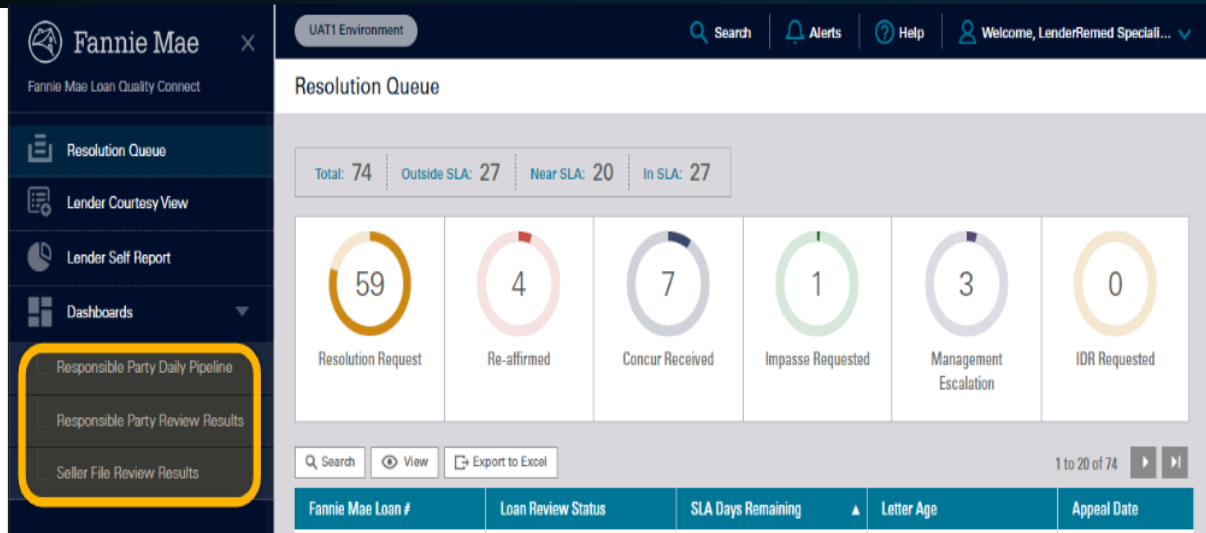 Fannie Mae
Fannie Mae Loan Quality Connect
Resolution Queue
Lender Courtesy View
Lender Self Report
Dashboards
Responsible Party Daily Pipeline
Responsible Party Review Results
Seller File Review Results
UAT1 Environment
Search
Alerts
Help
Welcome, LenderRemed Speciali...
Resolution Queue
Total: 74
Outside SLA: 27
Near SLA: 20
In SLA: 27
59
Resolution Request
4
Re-affirmed
7
Concur Received
1
Impasse Requested
3
Management
Escalation
0
IDR Requested
Search
View
Export to Excel
1 to 20 of 74
Fannie Mae Loan #
Loan Review Status
SLA Days Remaining
Letter Age
Appeal Date